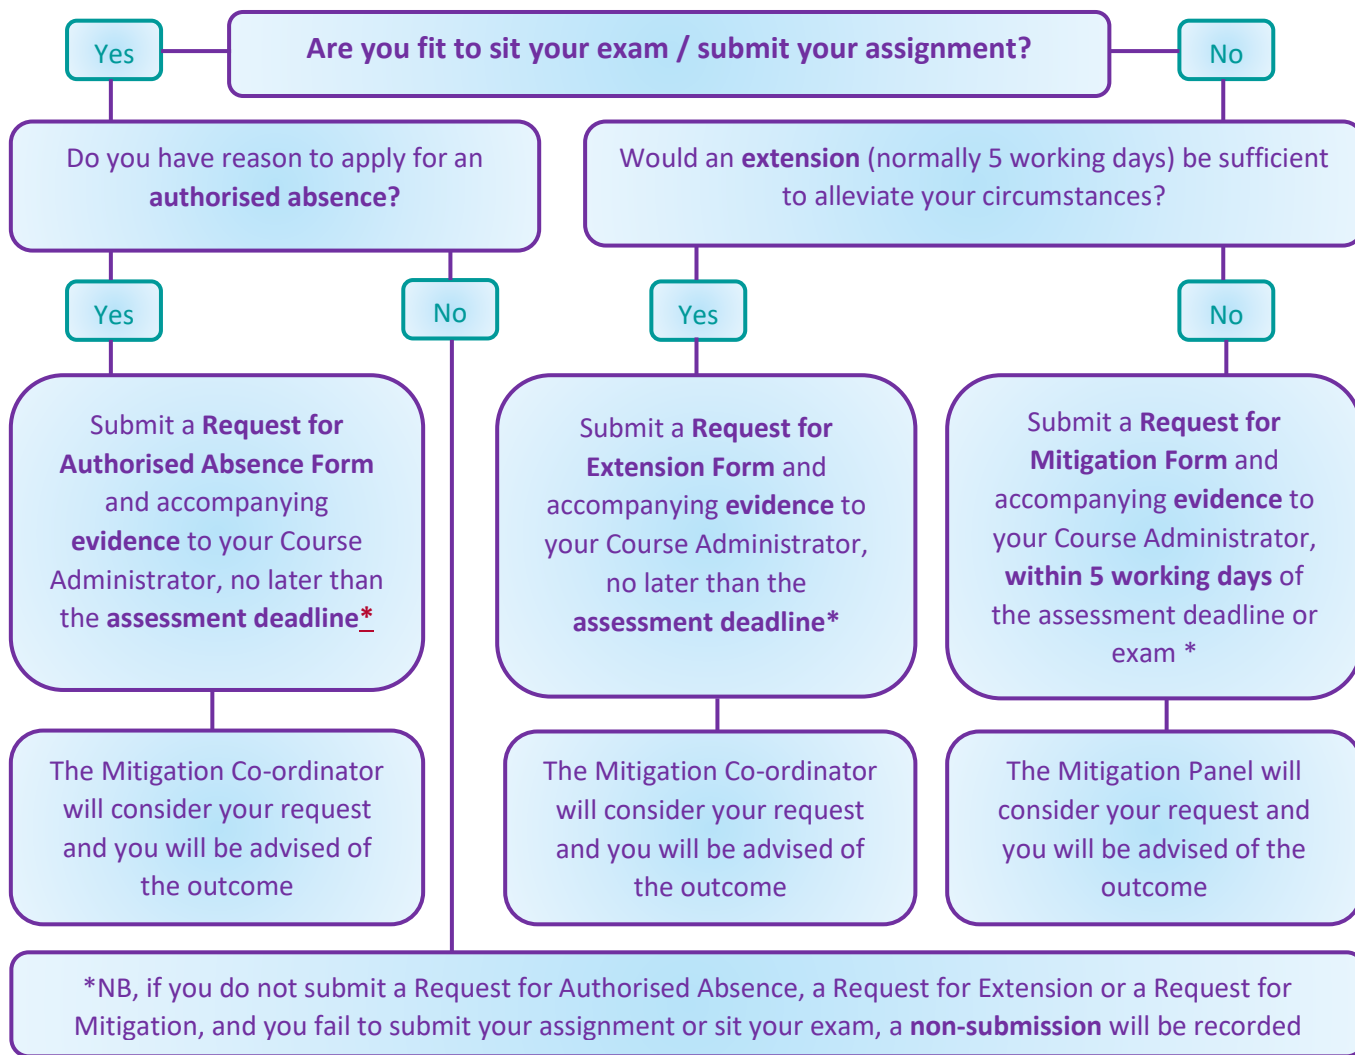 Are you fit to sit your exam / submit your assignment?
Yes
No
Do you have reason to apply for an
authorised absence?
Would an extension (normally 5 working days) be sufficient
to alleviate your circumstances?
Yes
No
Yes
No
Submit a Request for
Authorised Absence Form
and accompanying
evidence to your Course
Administrator, no later than
the assessment deadline*
Submit a Request for
Extension Form and
accompanying evidence to
your Course Administrator,
no later than the
assessment deadline*
Submit a Request for
Mitigation Form and
accompanying evidence to
your Course Administrator,
within 5 working days of
the assessment deadline or
exam *
The Mitigation Co-ordinator
will consider your request
and you will be advised of
the outcome
The Mitigation Co-ordinator
will consider your request
and you will be advised of
the outcome
The Mitigation Panel will
consider your request and
you will be advised of the
outcome
*NB, if you do not submit a Request for Authorised Absence, a Request for Extension or a Request for
Mitigation, and you fail to submit your assignment or sit your exam, a non-submission will be recorded